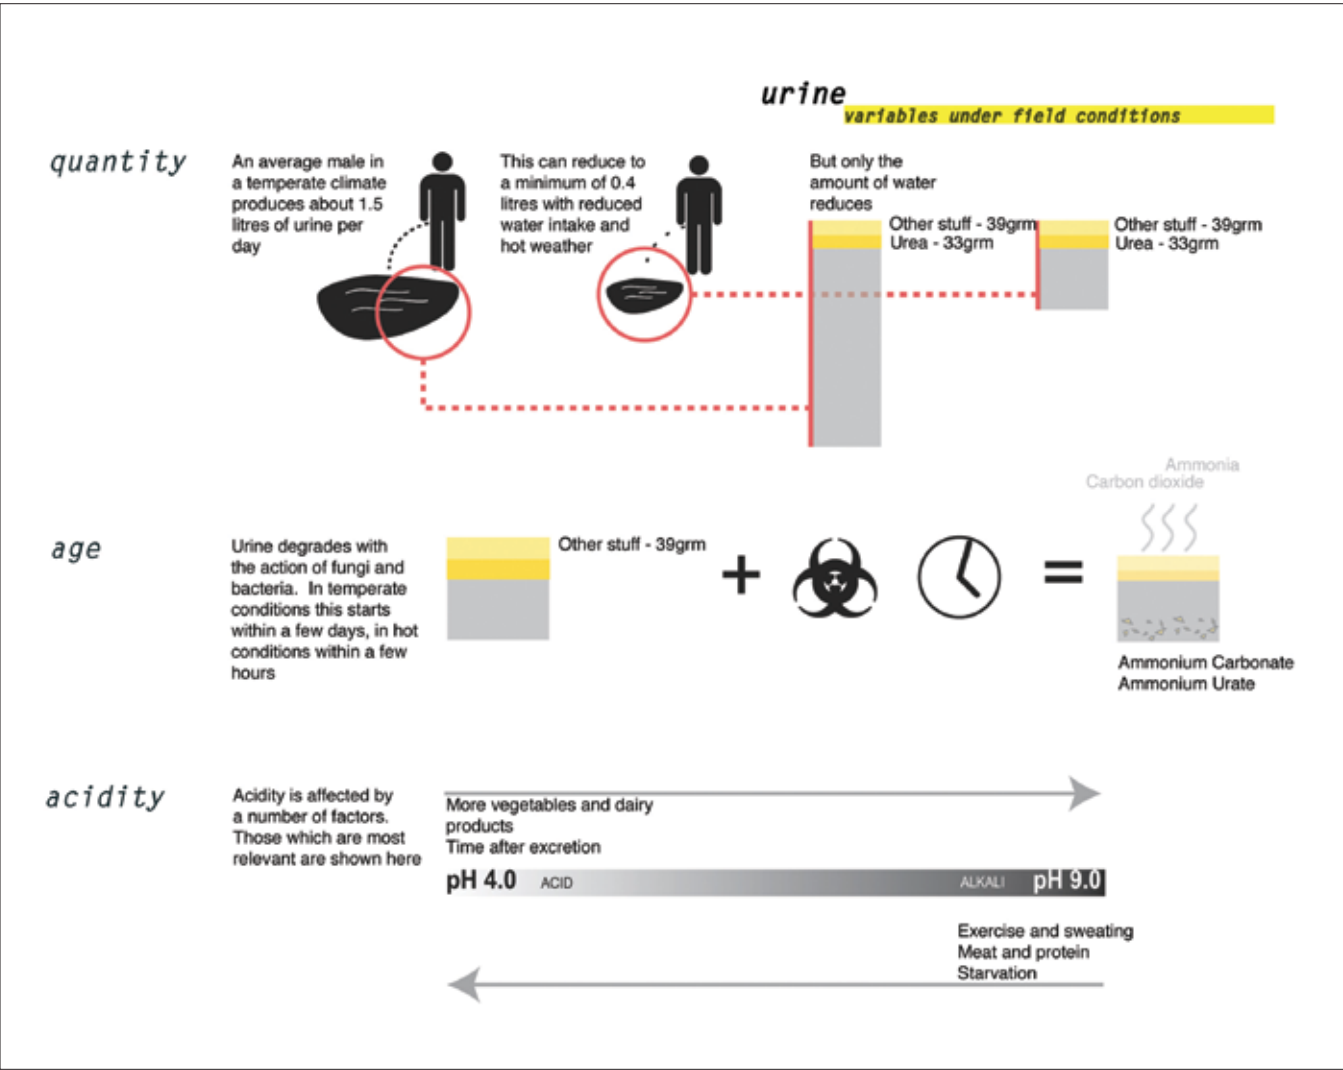 urine
variables under field conditions
quantity
An average male in
a temperate climate
produces about 1.5
litres of urine per
day
This can reduce to
a minimum of 0.4
litres with reduced
water intake and
hot weather
But only the
amount of water
reduces
Other stuff - 39grm
Urea - 33grm
Other stuff - 39grm
Urea - 33grm
age
Urine degrades with
the action of fungi and
bacteria. In temperate
conditions this starts
within a few days, in hot
conditions within a few
hours
Other stuff - 39grm
+
=
Ammonia
Carbon dioxide
Ammonium Carbonate
Ammonium Urate
acidity
Acidity is affected by
a number of factors.
Those which are most
relevant are shown here
More vegetables and dairy
products
Time after excretion
pH 4.0 ACID ALKALI pH 9.0
Exercise and sweating
Meat and protein
Starvation